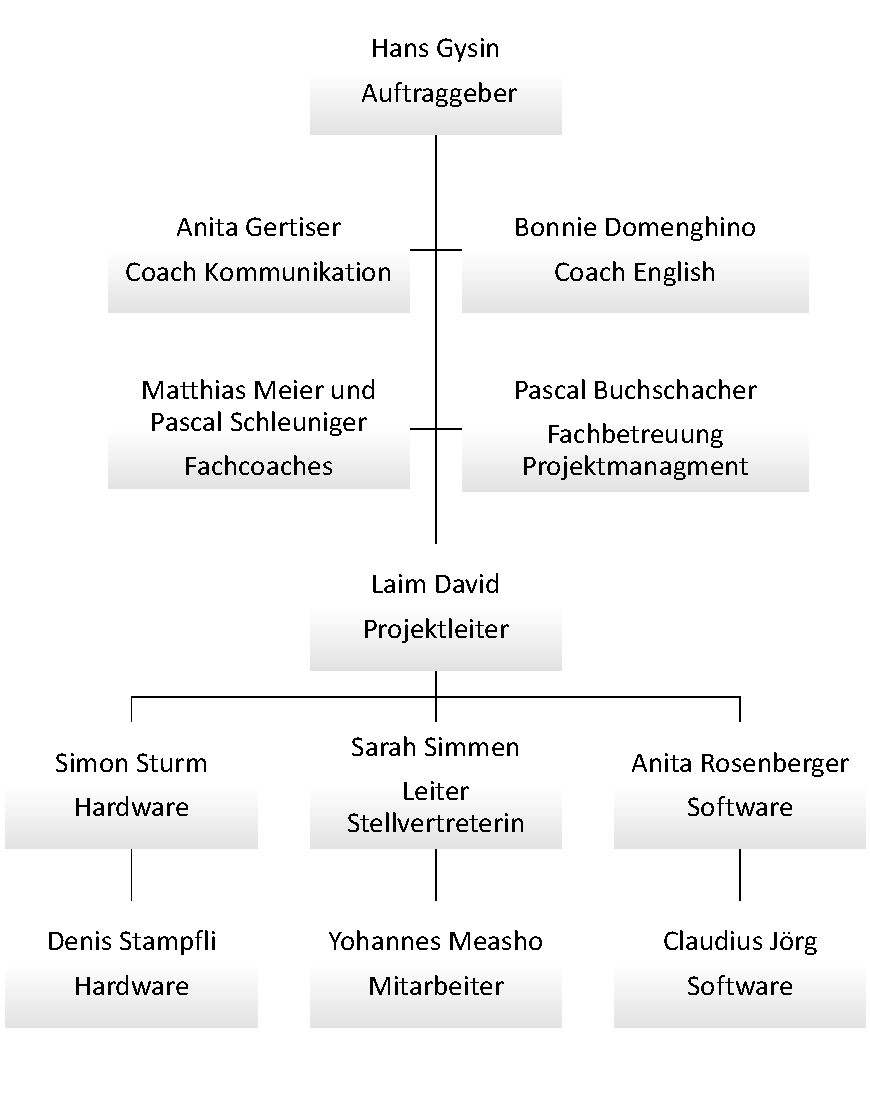 Hans Gysin
Auftraggeber
Anita Gertiser
Coach Kommunikation
Bonnie Domenghino
Coach English
Matthias Meier und
Pascal Schleuniger
Fachcoaches
Pascal Buchschacher
Fachbetreuung
Projektmanagment
Laim David
Projektleiter
Simon Sturm
Hardware
Sarah Simmen
Leiter
Stellvertreterin
Anita Rosenberger
Software
Denis Stampfli
Hardware
Yohannes Measho
Mitarbeiter
Claudius Jörg
Software